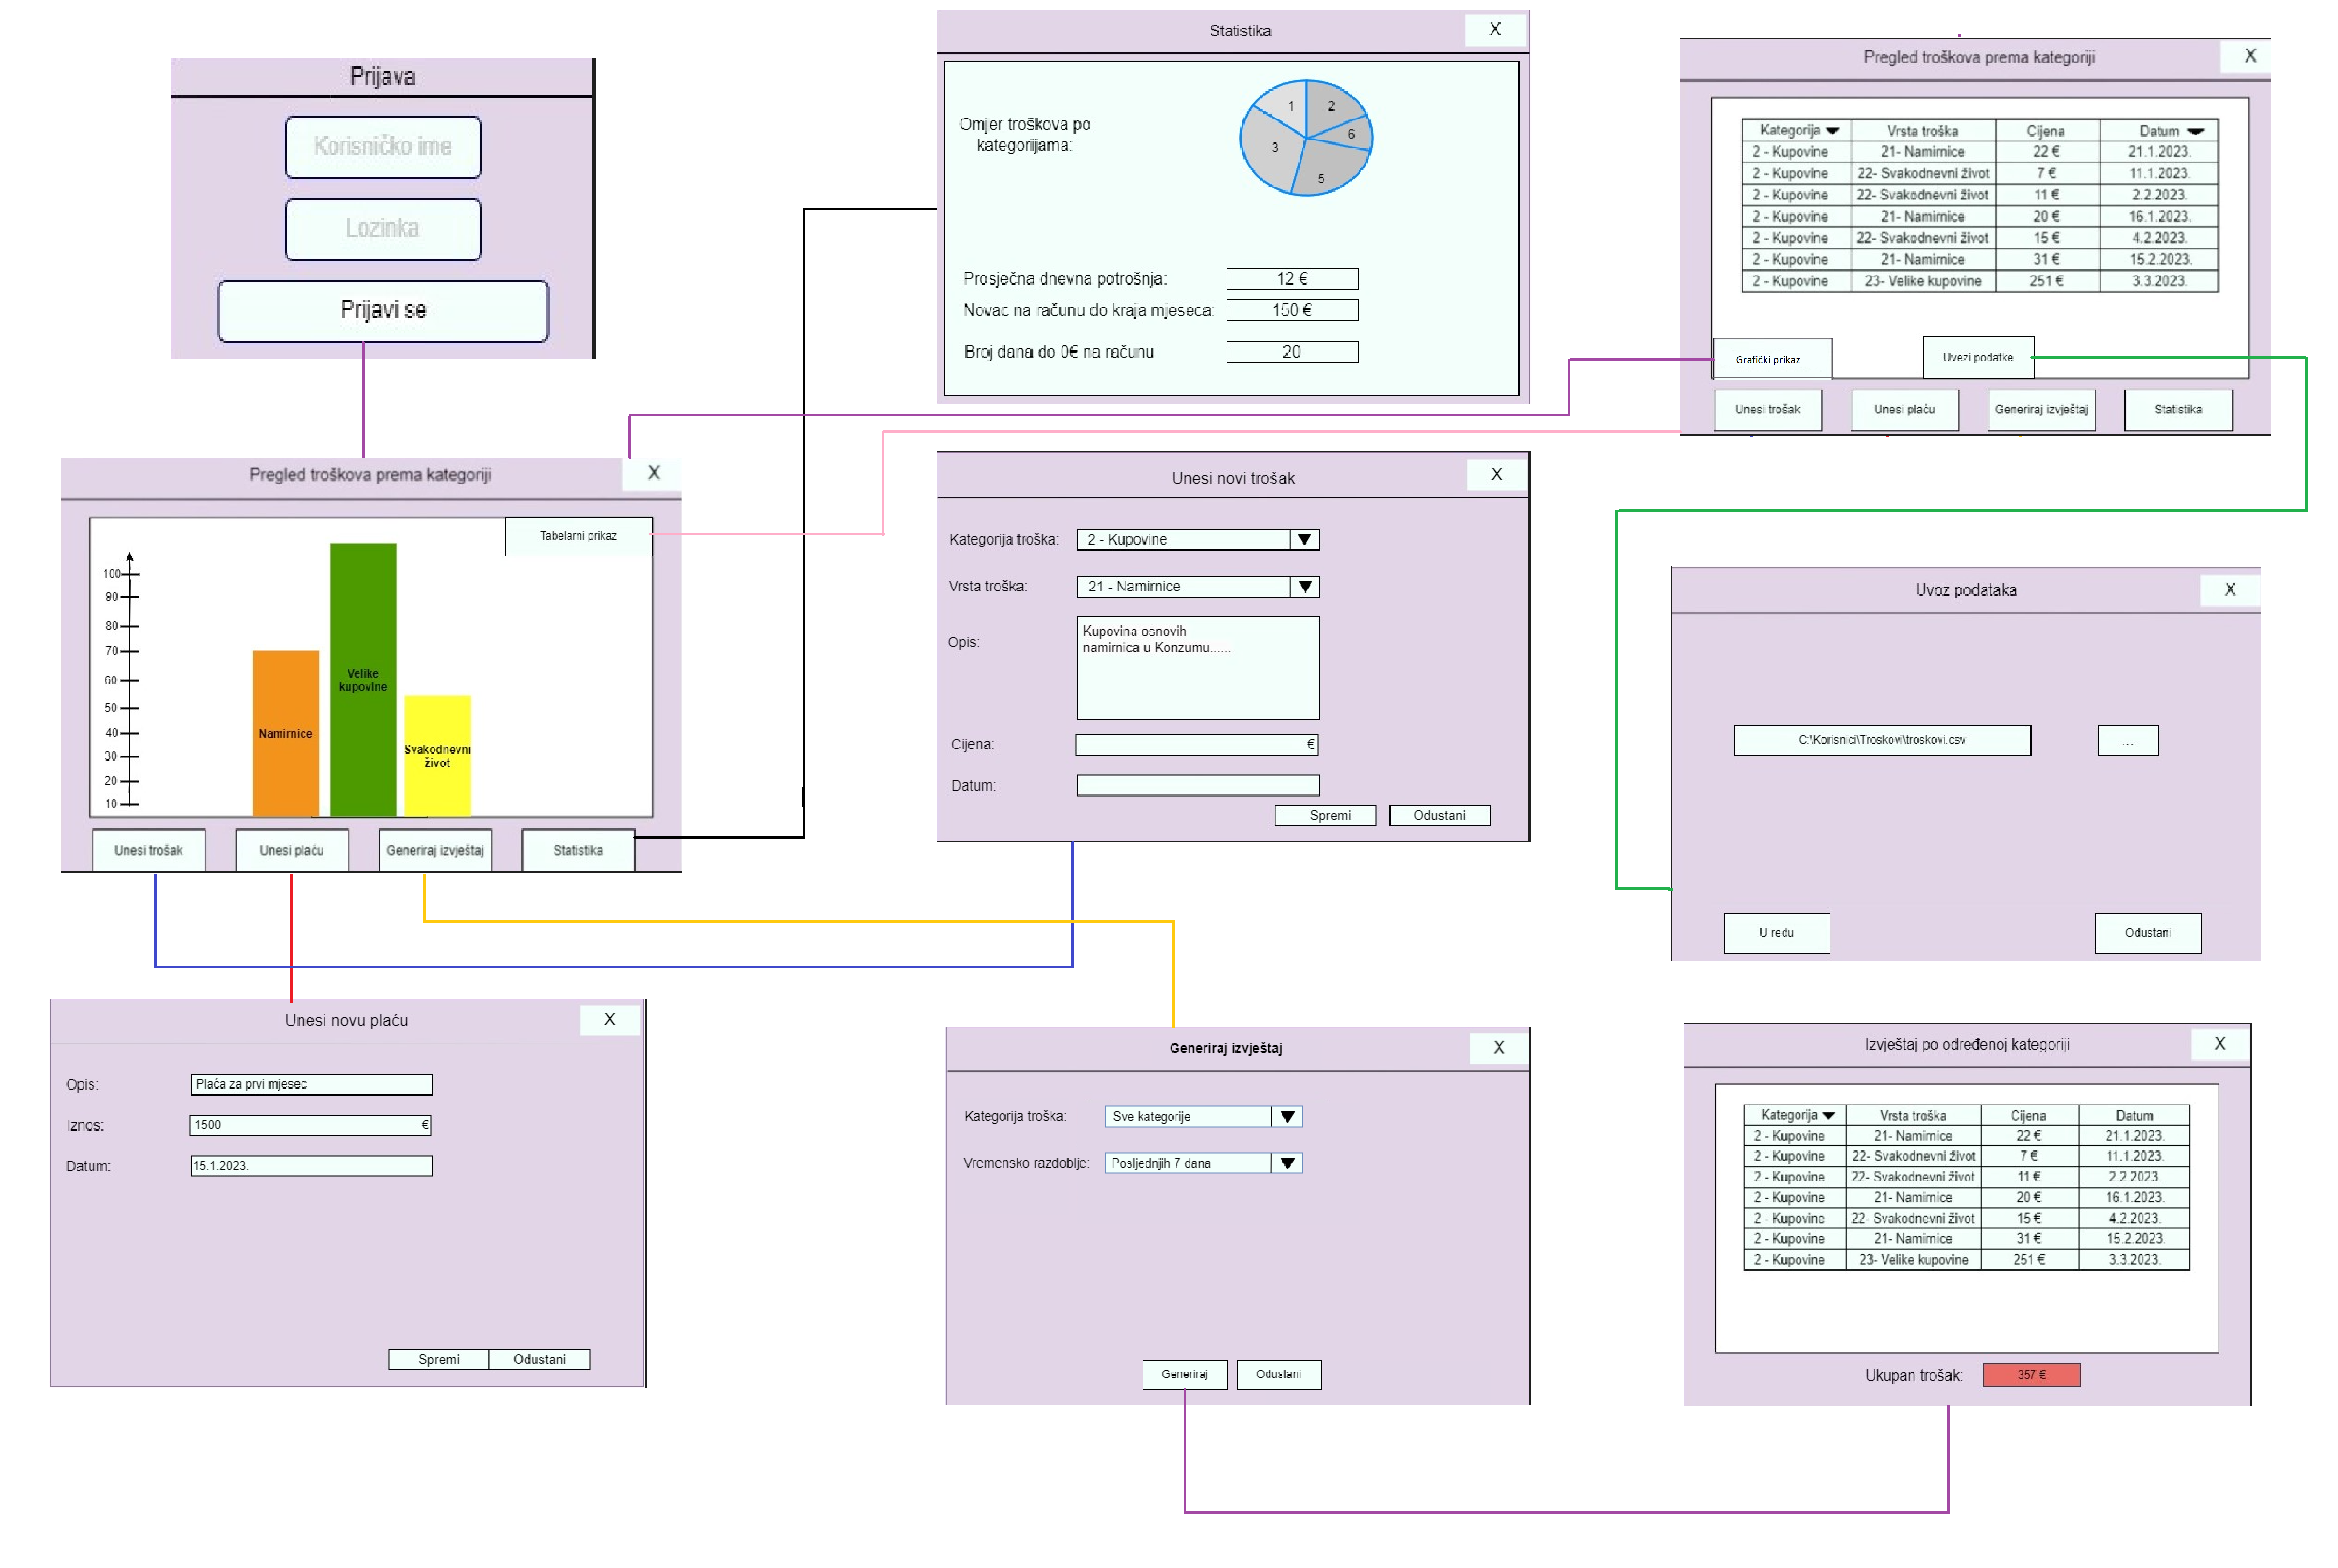 Prijava
Korisničko ime
Lozinka
Prijavi se
Statistika X
Omjer troškova po
kategorijama:
1 2
6
3
5
Prosječna dnevna potrošnja: 12 €
Novac na računu do kraja mjeseca: 150 €
Broj dana do 0€ na računu 20
Pregled troškova prema kategoriji X
Kategorija Vrsta troška Cijena Datum
2 - Kupovine 21- Namirnice 22 € 21.1.2023.
2 - Kupovine 22- Svakodnevni život 7 € 11.1.2023.
2 - Kupovine 22- Svakodnevni život 11 € 2.2.2023.
2 - Kupovine 21- Namirnice 20 € 16.1.2023.
2 - Kupovine 22- Svakodnevni život 15 € 4.2.2023.
2 - Kupovine 21- Namirnice 31 € 15.2.2023.
2 - Kupovine 23- Velike kupovine 251 € 3.3.2023.
Grafički prikaz Uvezi podatke
Unesi trošak Unesi plaću Generiraj izvještaj Statistika
Pregled troškova prema kategoriji X
Tabelarni prikaz
100
90
80
70
60
50
40
30
20
10
Namirnice
Velike
kupovine
Svakodnevni
život
Unesi trošak Unesi plaću Generiraj izvještaj Statistika
Unesi novi trošak X
Kategorija troška: 2 - Kupovine
Vrsta troška: 21 - Namirnice
Opis:
Kupovina osnovih
namirnica u Konzumu......
Cijena: €
Datum:
Spremi Odustani
Uvoz podataka X
C:\Korisnici\Troskovi\troskovi.csv ...
U redu Odustani
Unesi novu plaću X
Opis: Plaća za prvi mjesec
Iznos: 1500 €
Datum: 15.1.2023.
Spremi Odustani
Generiraj izvještaj X
Kategorija troška: Sve kategorije
Vremensko razdoblje: Posljednjih 7 dana
Generiraj Odustani
Izvještaj po određenoj kategoriji X
Kategorija Vrsta troška Cijena Datum
2 - Kupovine 21- Namirnice 22 € 21.1.2023.
2 - Kupovine 22- Svakodnevni život 7 € 11.1.2023.
2 - Kupovine 22- Svakodnevni život 11 € 2.2.2023.
2 - Kupovine 21- Namirnice 20 € 16.1.2023.
2 - Kupovine 22- Svakodnevni život 15 € 4.2.2023.
2 - Kupovine 21- Namirnice 31 € 15.2.2023.
2 - Kupovine 23- Velike kupovine 251 € 3.3.2023.
Ukupan trošak: 357 €